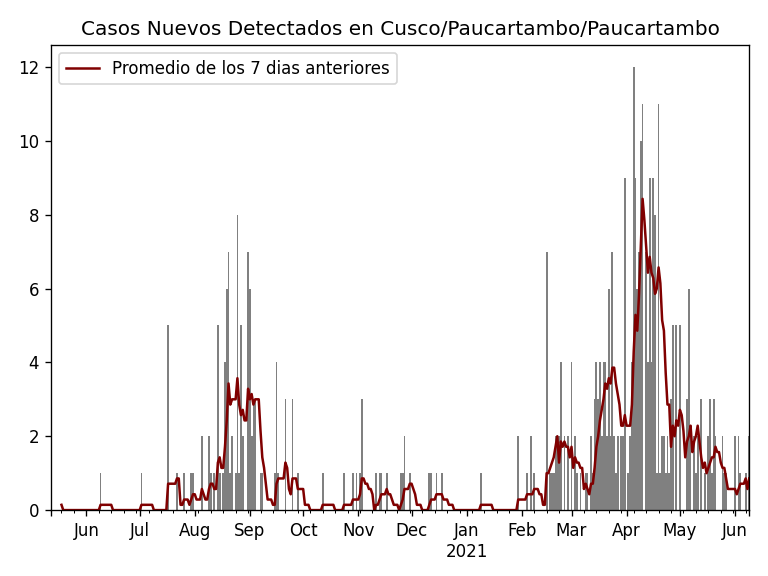 Casos Nuevos Detectados en Cusco/Paucartambo/Paucartambo
Promedio de los 7 dias anteriores
12
10
8
6
4
2
0
Jun Jul Aug Sep Oct Nov Dec Jan Feb Mar Apr May Jun
2021